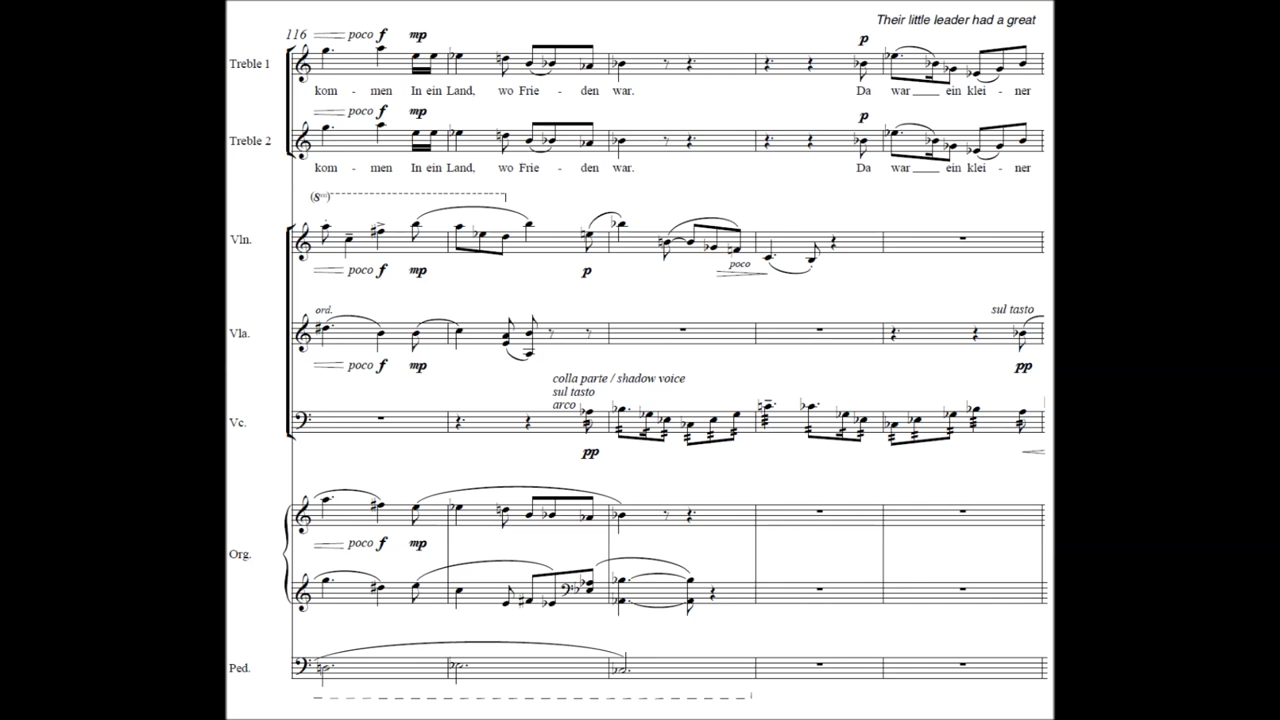 Their little leader had a great
116 poco f mp p
Treble 1
kom - men In ein Land, wo Frie - den war. Da war____ ein klei - ner
poco f mp p
Treble 2
kom - men In ein Land, wo Frie - den war. Da war____ ein klei - ner
(8va)
Vln.
poco f mp p poco
ord. sul tasto
Vla.
poco f mp pp
colla parte / shadow voice
sul tasto
arco
Vc.
pp
poco f mp
Org.
Ped.